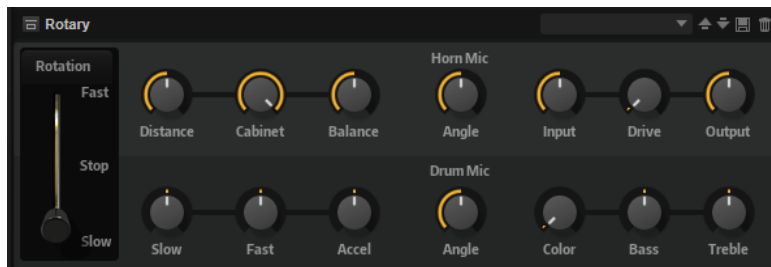 Rotary
Rotation
Fast
Stop
Slow
Horn Mic
Distance Cabinet Balance Angle Input Drive Output
Drum Mic
Slow Fast Accel Angle Color Bass Treble